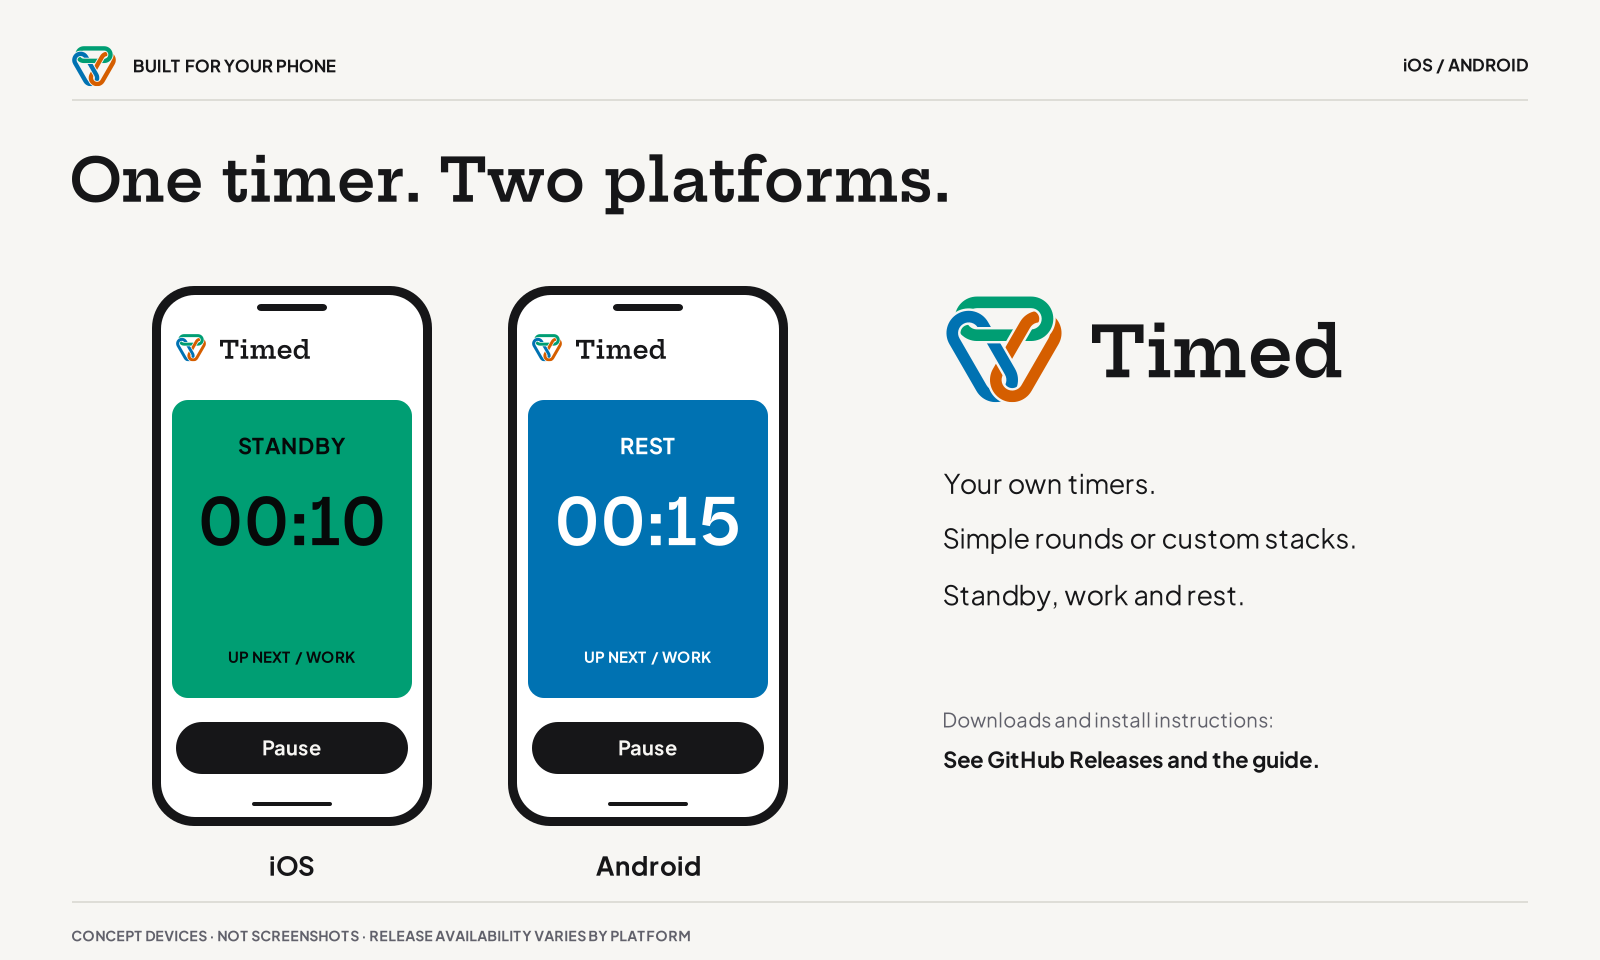 BUILT FOR YOUR PHONE
iOS / ANDROID
One timer. Two platforms.
Timed
STANDBY
00:10
UP NEXT / WORK
Pause
iOS
Timed
REST
00:15
UP NEXT / WORK
Pause
Android
Timed
Your own timers.
Simple rounds or custom stacks.
Standby, work and rest.
Downloads and install instructions:
See GitHub Releases and the guide.
CONCEPT DEVICES · NOT SCREENSHOTS · RELEASE AVAILABILITY VARIES BY PLATFORM